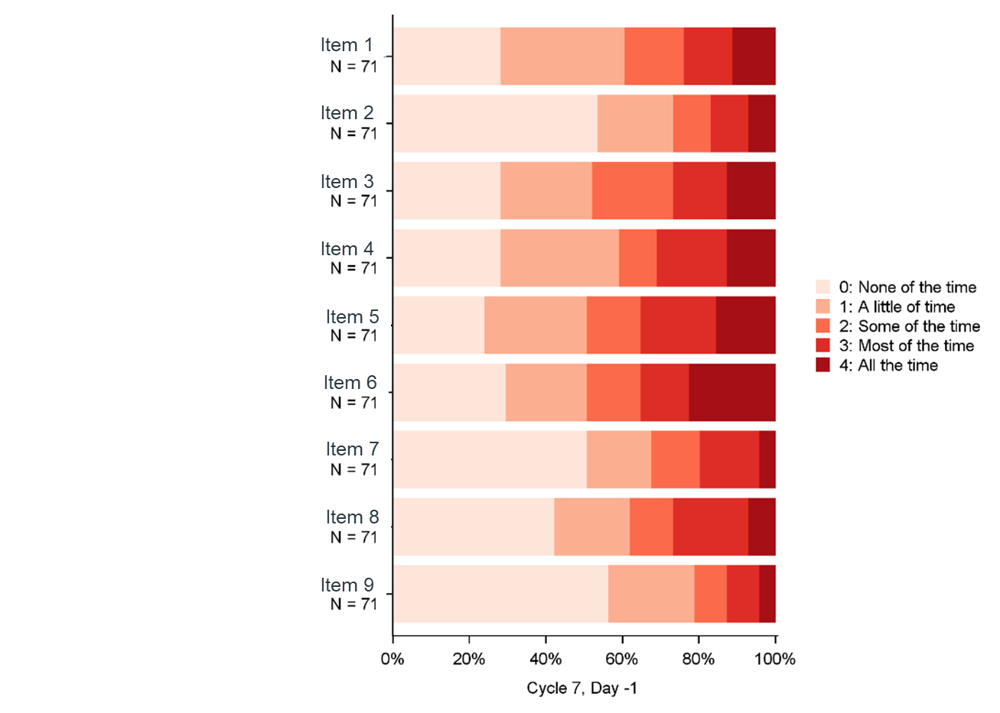 Item 1
N = 71
Item 2
N = 71
Item 3
N = 71
Item 4
N = 71
Item 5
N = 71
Item 6
N = 71
Item 7
N = 71
Item 8
N = 71
Item 9
N = 71
0% 20% 40% 60% 80% 100%
Cycle 7, Day -1
0: None of the time
1: A little of time
2: Some of the time
3: Most of the time
4: All the time